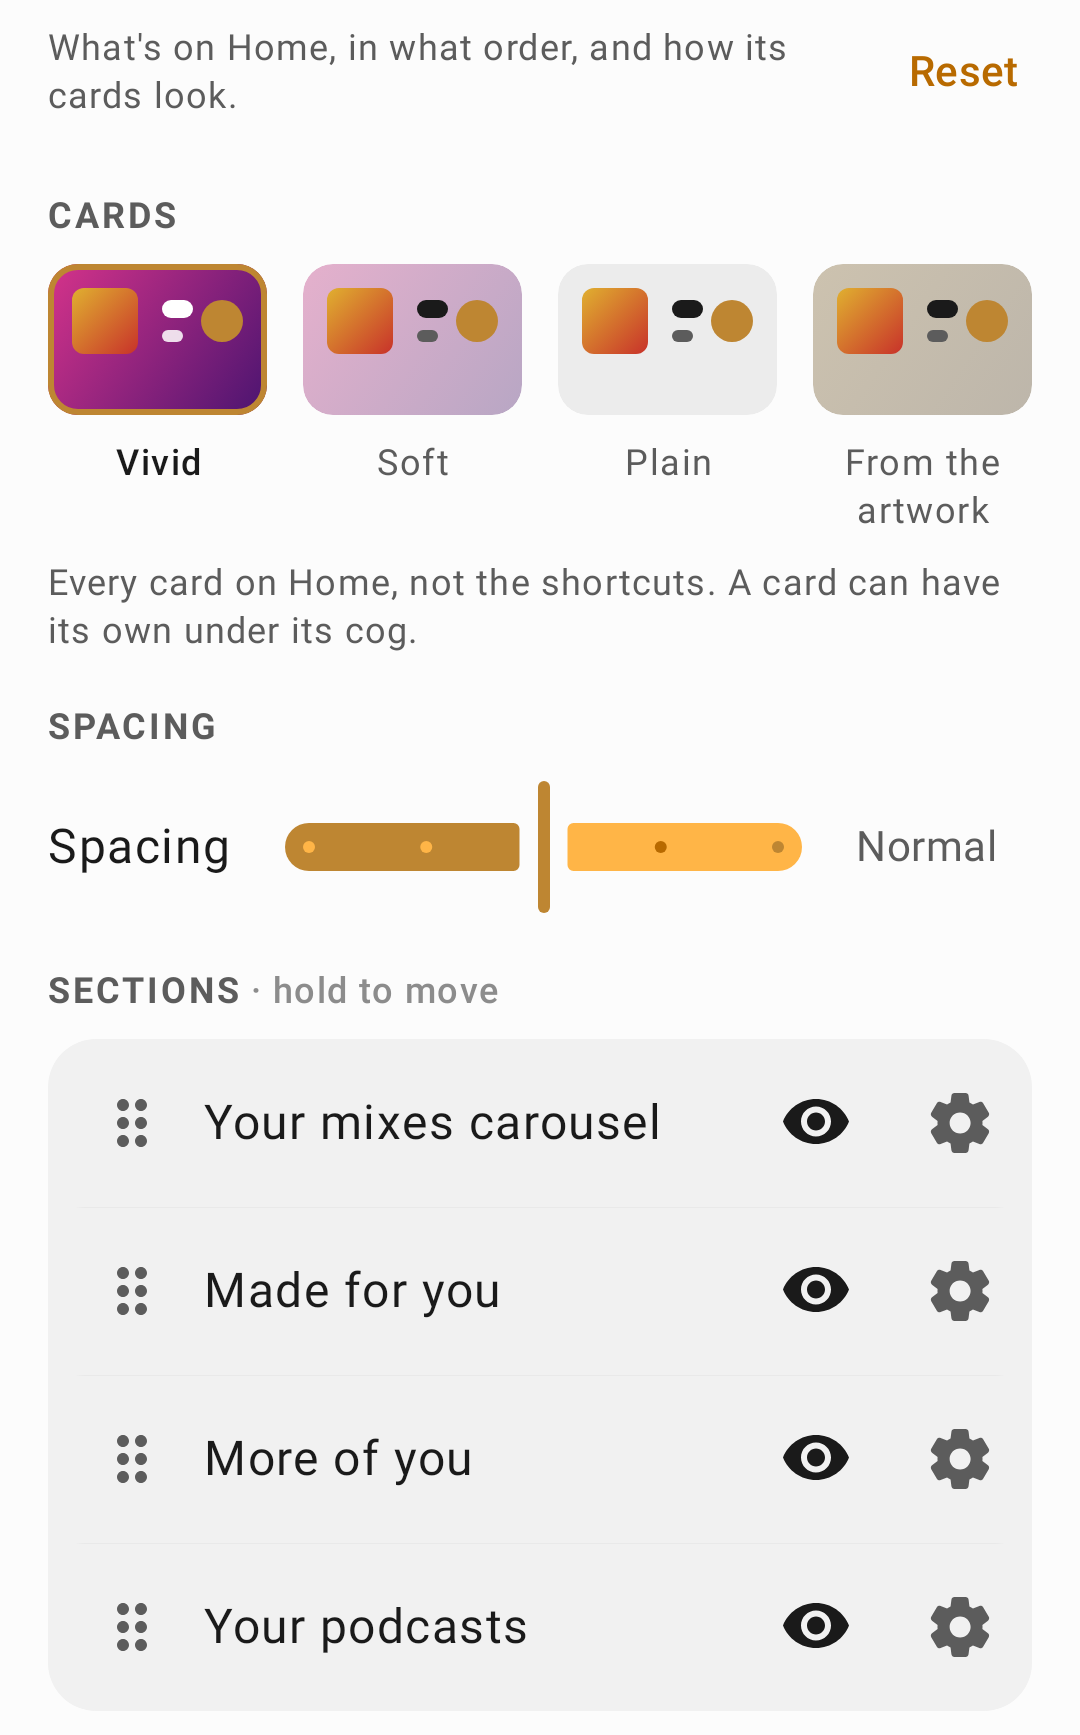 What's on Home, in what order, and how its
cards look.
Reset
CARDS
Vivid
Soft
Plain
From the
artwork
Every card on Home, not the shortcuts. A card can have
its own under its cog.
SPACING
Spacing
Normal
SECTIONS · hold to move
Your mixes carousel
Made for you
More of you
Your podcasts